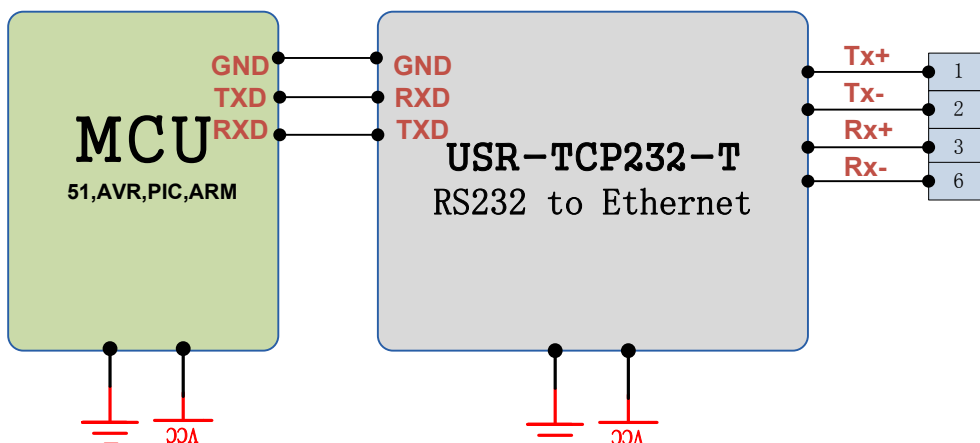 GND
TXD
RXD
MCU
51,AVR,PIC,ARM
GND
RXD
TXD
USR-TCP232-T
RS232 to Ethernet
Tx+
Tx-
Rx+
Rx-
1
2
3
6
VCC
VCC